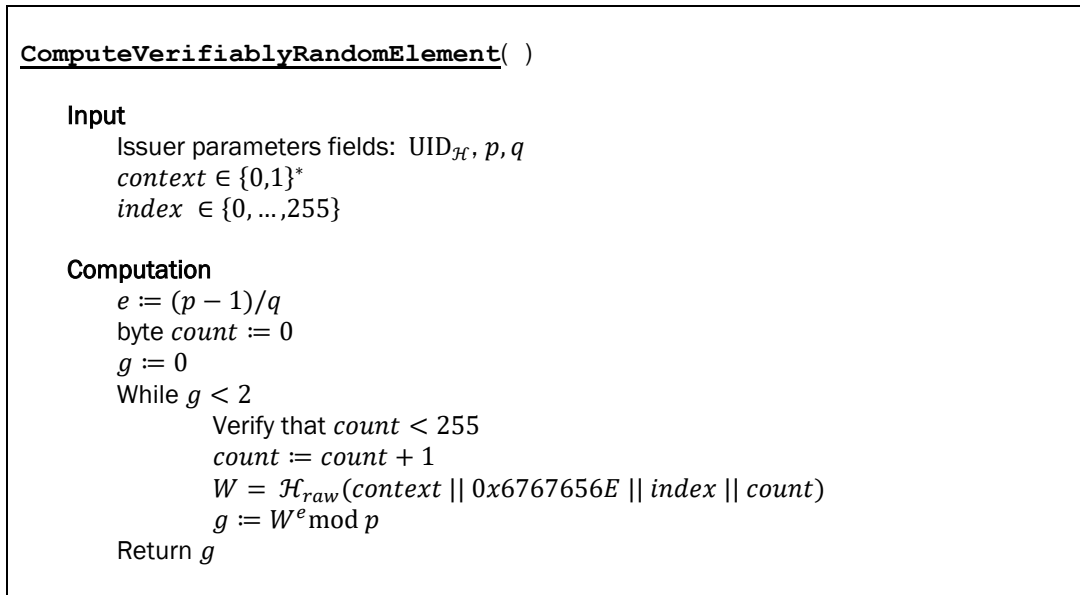 ComputeVerifiablyRandomElement( )
Input
Issuer parameters fields: UID_ℋ, p, q
context ∈ {0,1}*
index ∈ {0, … ,255}
Computation
e ≔ (p − 1)/q
byte count ≔ 0
g ≔ 0
While g < 2
Verify that count < 255
count ≔ count + 1
W = ℋ_raw(context || 0x6767656E || index || count)
g ≔ W^e mod p
Return g